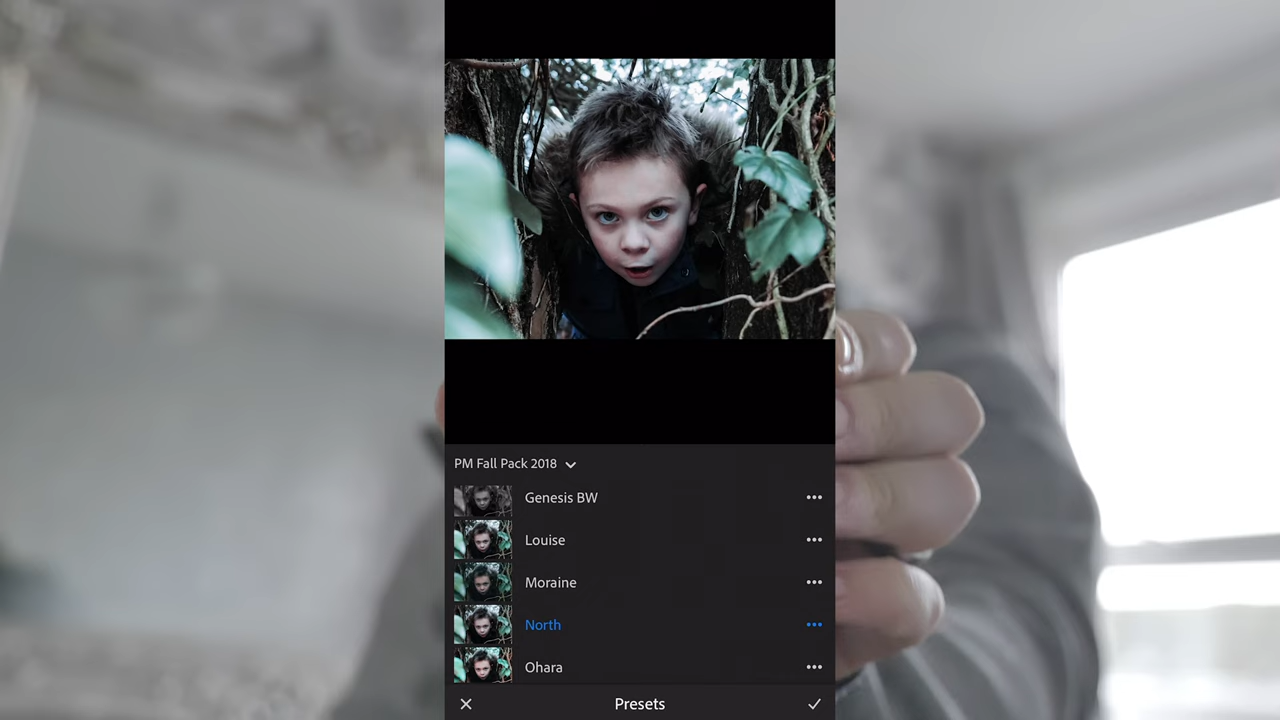 PM Fall Pack 2018
Genesis BW
Louise
Moraine
North
Ohara
Presets